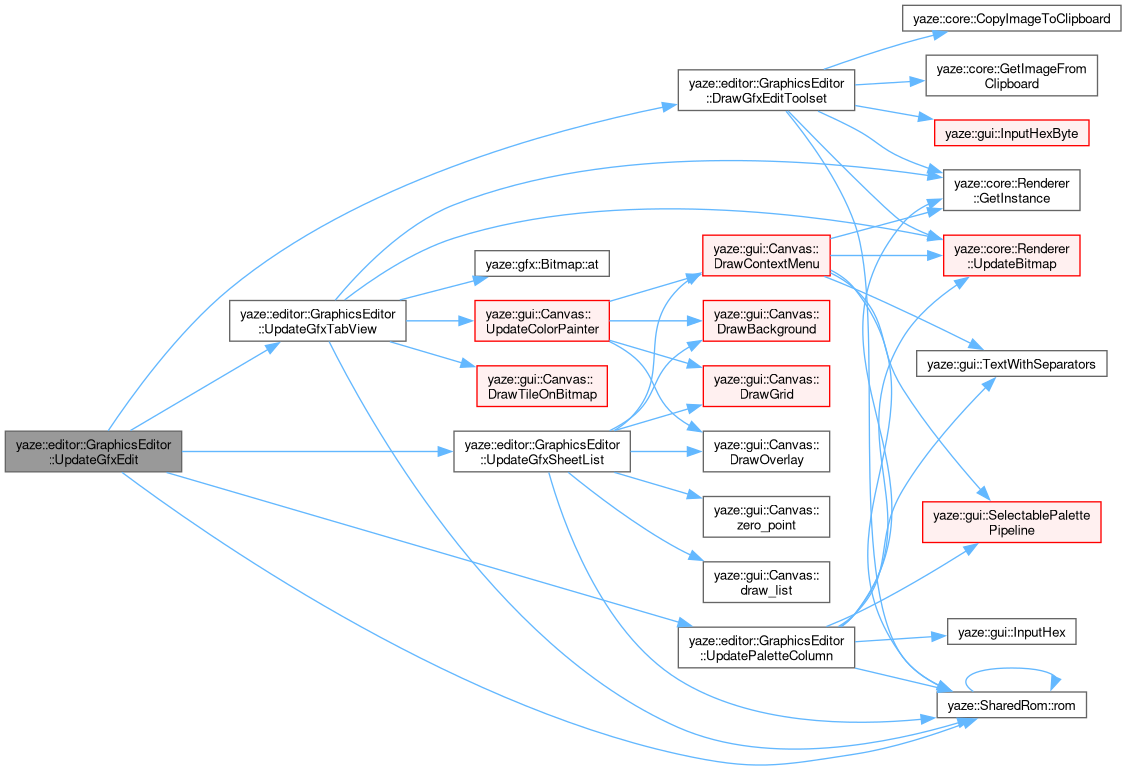 yaze::editor::GraphicsEditor
::UpdateGfxEdit
yaze::editor::GraphicsEditor
::UpdateGfxTabView
yaze::gfx::Bitmap::at
yaze::gui::Canvas::
UpdateColorPainter
yaze::gui::Canvas::
DrawTileOnBitmap
yaze::editor::GraphicsEditor
::UpdateGfxSheetList
yaze::editor::GraphicsEditor
::DrawGfxEditToolset
yaze::gui::Canvas::
DrawContextMenu
yaze::gui::Canvas::
DrawBackground
yaze::gui::Canvas::
DrawGrid
yaze::gui::Canvas::
DrawOverlay
yaze::gui::Canvas::
zero_point
yaze::gui::Canvas::
draw_list
yaze::editor::GraphicsEditor
::UpdatePaletteColumn
yaze::core::CopyImageToClipboard
yaze::core::GetImageFrom
Clipboard
yaze::gui::InputHexByte
yaze::core::Renderer
::GetInstance
yaze::core::Renderer
::UpdateBitmap
yaze::gui::TextWithSeparators
yaze::gui::SelectablePalette
Pipeline
yaze::gui::InputHex
yaze::SharedRom::rom